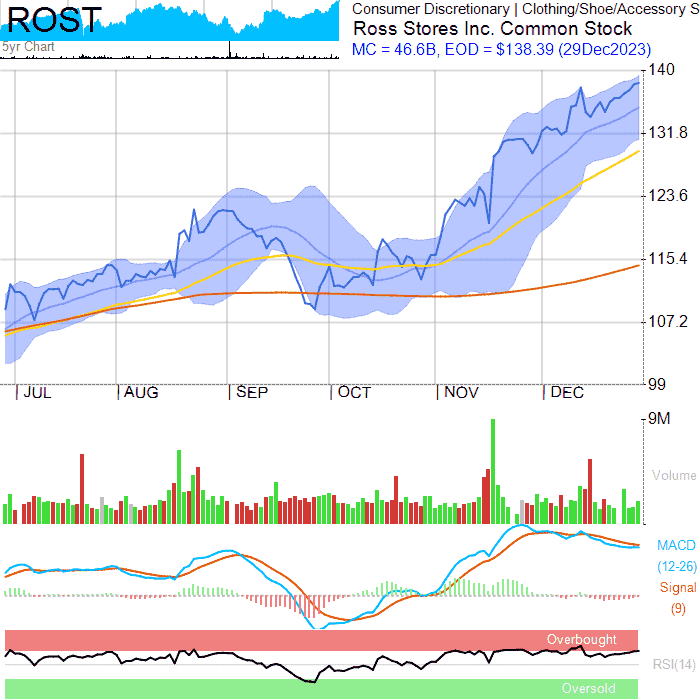 ROST
5yr Chart
Consumer Discretionary | Clothing/Shoe/Accessory S
Ross Stores Inc. Common Stock
MC = 46.6B, EOD = $138.39 (29Dec2023)
140
131.8
123.6
115.4
107.2
99
JUL AUG SEP OCT NOV DEC
9M
Volume
MACD
(12-26)
Signal
(9)
Overbought
RSI(14)
Oversold